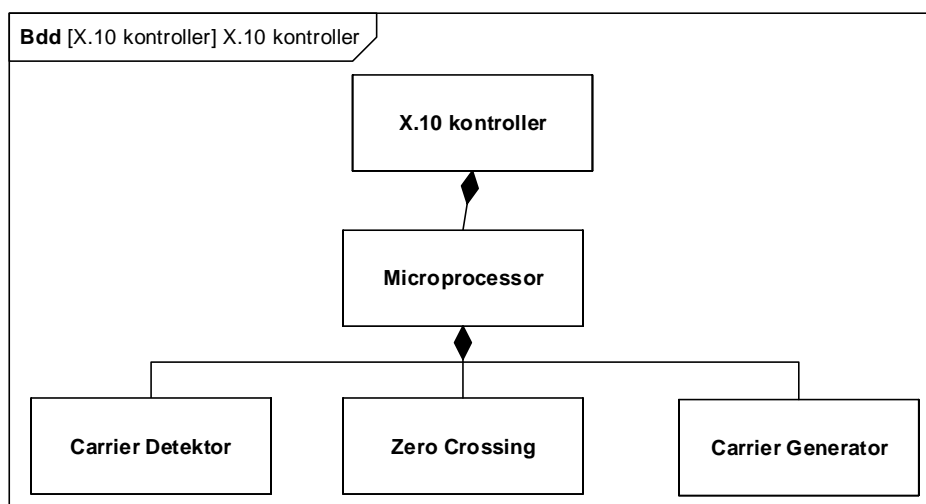 Bdd [X.10 kontroller] X.10 kontroller
X.10 kontroller
Microprocessor
Carrier Detektor
Zero Crossing
Carrier Generator